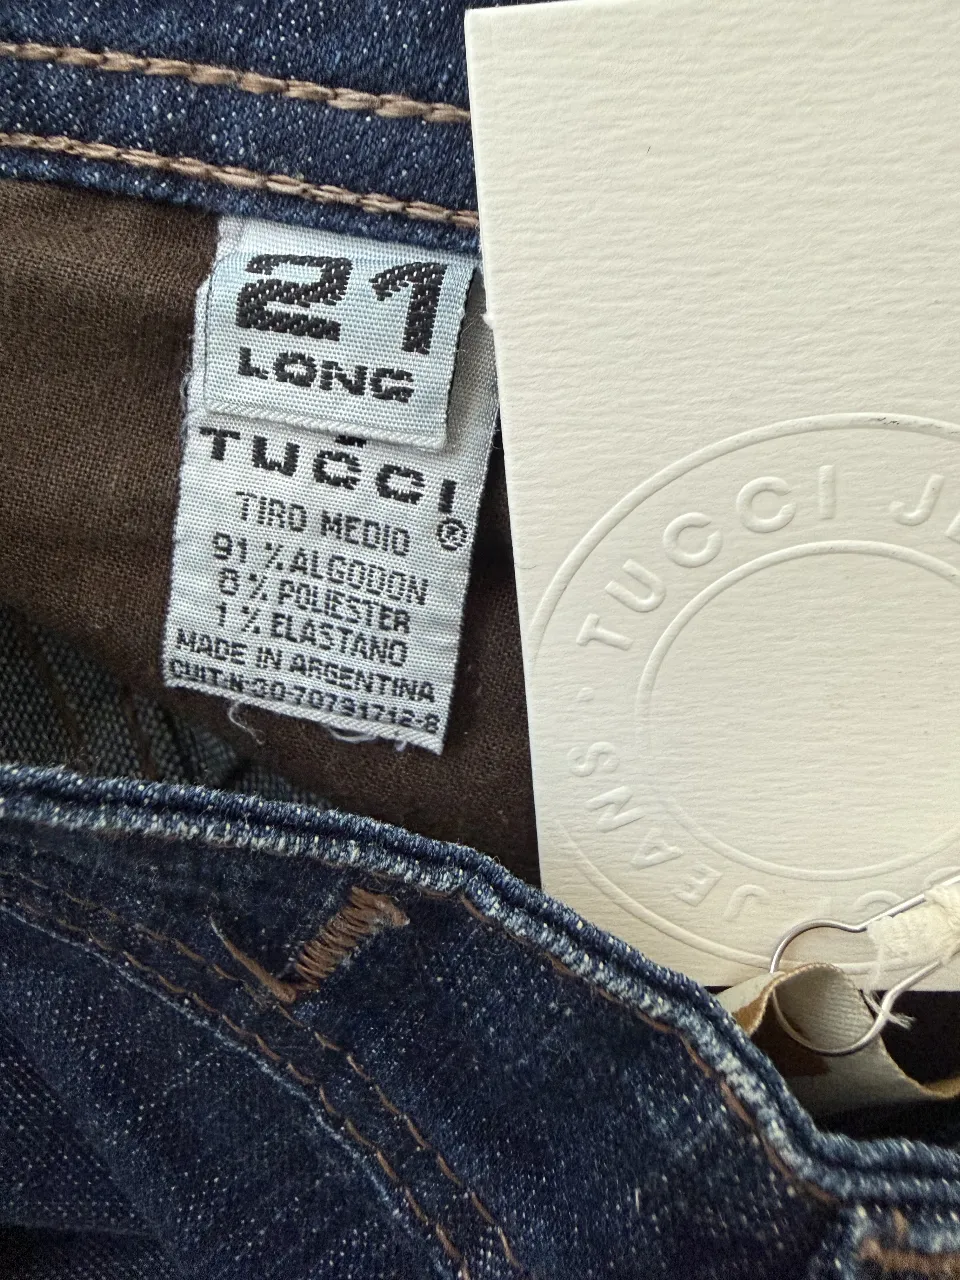 21
LONG
TUCCI
®
TIRO MEDIO
91 % ALGODON
8 % POLIESTER
1 % ELASTANO
MADE IN ARGENTINA
CUIT.N:30-70791712-8
TUCCI
JEANS